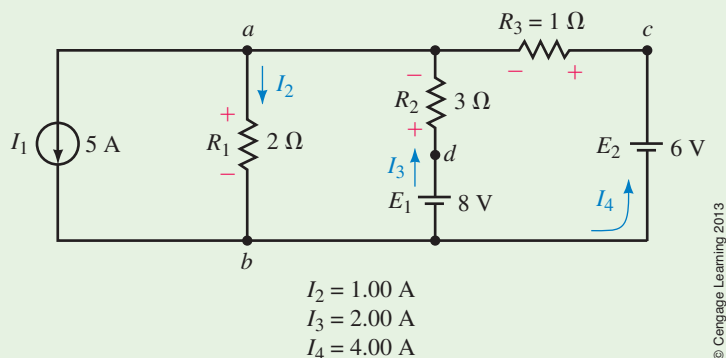 R3 = 1 Ω
a
c
− +
I2
−
+
R2
3 Ω
I1
5 A
R1
2 Ω
+
d
E2
6 V
−
I3
E1
8 V
I4
b
I2 = 1.00 A
I3 = 2.00 A
I4 = 4.00 A
© Cengage Learning 2013